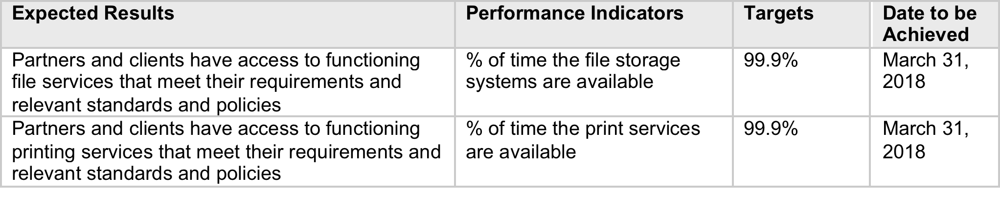 Expected Results
Performance Indicators
Targets
Date to be
Achieved
Partners and clients have access to functioning
file services that meet their requirements and
relevant standards and policies
% of time the file storage
systems are available
99.9%
March 31,
2018
Partners and clients have access to functioning
printing services that meet their requirements and
relevant standards and policies
% of time the print services
are available
99.9%
March 31,
2018